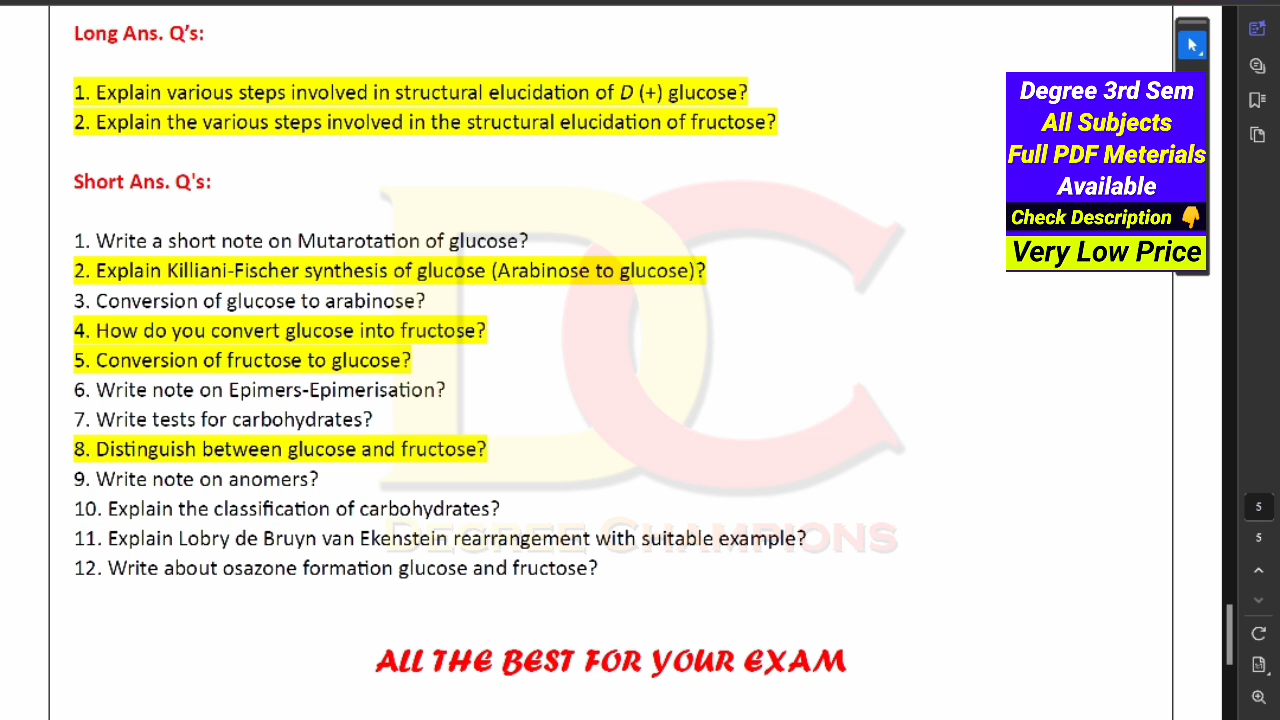 Long Ans. Q’s:
1. Explain various steps involved in structural elucidation of D (+) glucose?
2. Explain the various steps involved in the structural elucidation of fructose?
Short Ans. Q's:
1. Write a short note on Mutarotation of glucose?
2. Explain Killiani-Fischer synthesis of glucose (Arabinose to glucose)?
3. Conversion of glucose to arabinose?
4. How do you convert glucose into fructose?
5. Conversion of fructose to glucose?
6. Write note on Epimers-Epimerisation?
7. Write tests for carbohydrates?
8. Distinguish between glucose and fructose?
9. Write note on anomers?
10. Explain the classification of carbohydrates?
11. Explain Lobry de Bruyn van Ekenstein rearrangement with suitable example?
12. Write about osazone formation glucose and fructose?
ALL THE BEST FOR YOUR EXAM
DC
DEGREE CHAMPIONS
Degree 3rd Sem
All Subjects
Full PDF Meterials
Available
Check Description 👇
Very Low Price
5
5